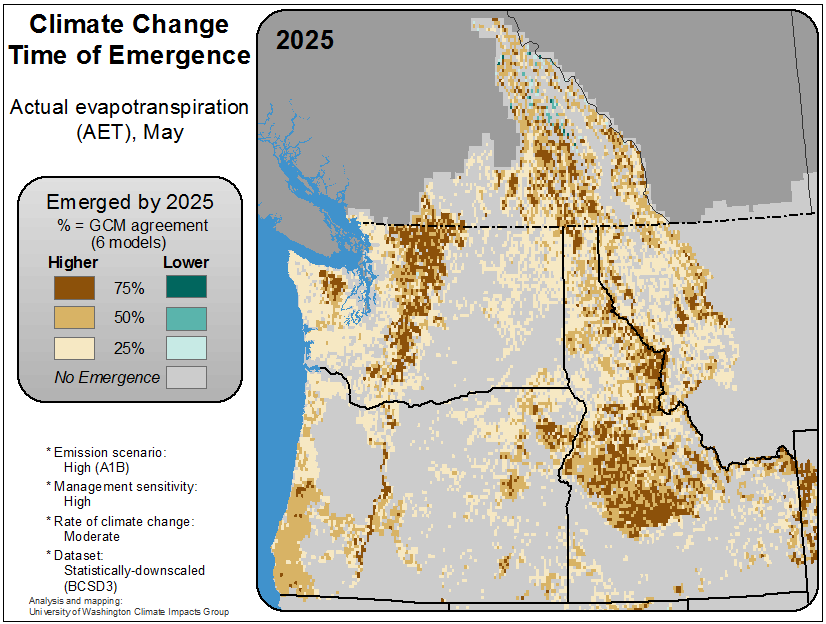 Climate Change
Time of Emergence
2025
Actual evapotranspiration
(AET), May
Emerged by 2025
% = GCM agreement
(6 models)
Higher Lower
75%
50%
25%
No Emergence
* Emission scenario:
High (A1B)
* Management sensitivity:
High
* Rate of climate change:
Moderate
* Dataset:
Statistically-downscaled
(BCSD3)
Analysis and mapping:
University of Washington Climate Impacts Group